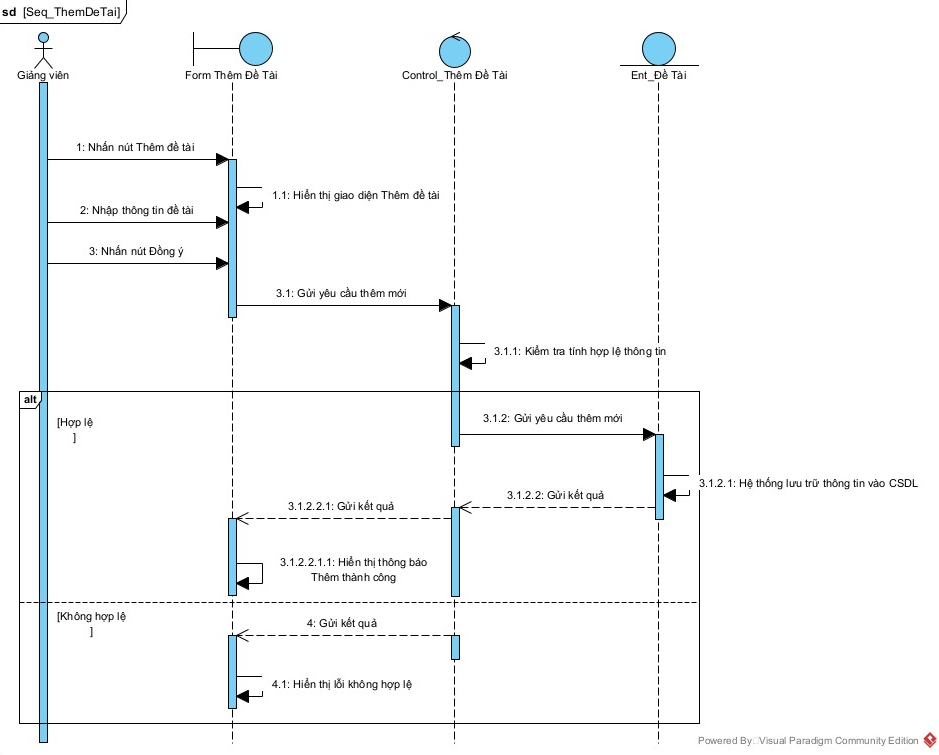 sd [Seq_ThemDeTai]
Giảng viên
Form Thêm Đề Tài
Control_Thêm Đề Tài
Ent_Đề Tài
1: Nhấn nút Thêm đề tài
1.1: Hiển thị giao diện Thêm đề tài
2: Nhập thông tin đề tài
3: Nhấn nút Đồng ý
3.1: Gửi yêu cầu thêm mới
3.1.1: Kiểm tra tính hợp lệ thông tin
alt
[Hợp lệ
]
3.1.2: Gửi yêu cầu thêm mới
3.1.2.1: Hệ thống lưu trữ thông tin vào CSDL
3.1.2.2: Gửi kết quả
3.1.2.2.1: Gửi kết quả
3.1.2.2.1.1: Hiển thị thông báo
Thêm thành công
[Không hợp lệ
]
4: Gửi kết quả
4.1: Hiển thị lỗi không hợp lệ
Powered By Visual Paradigm Community Edition